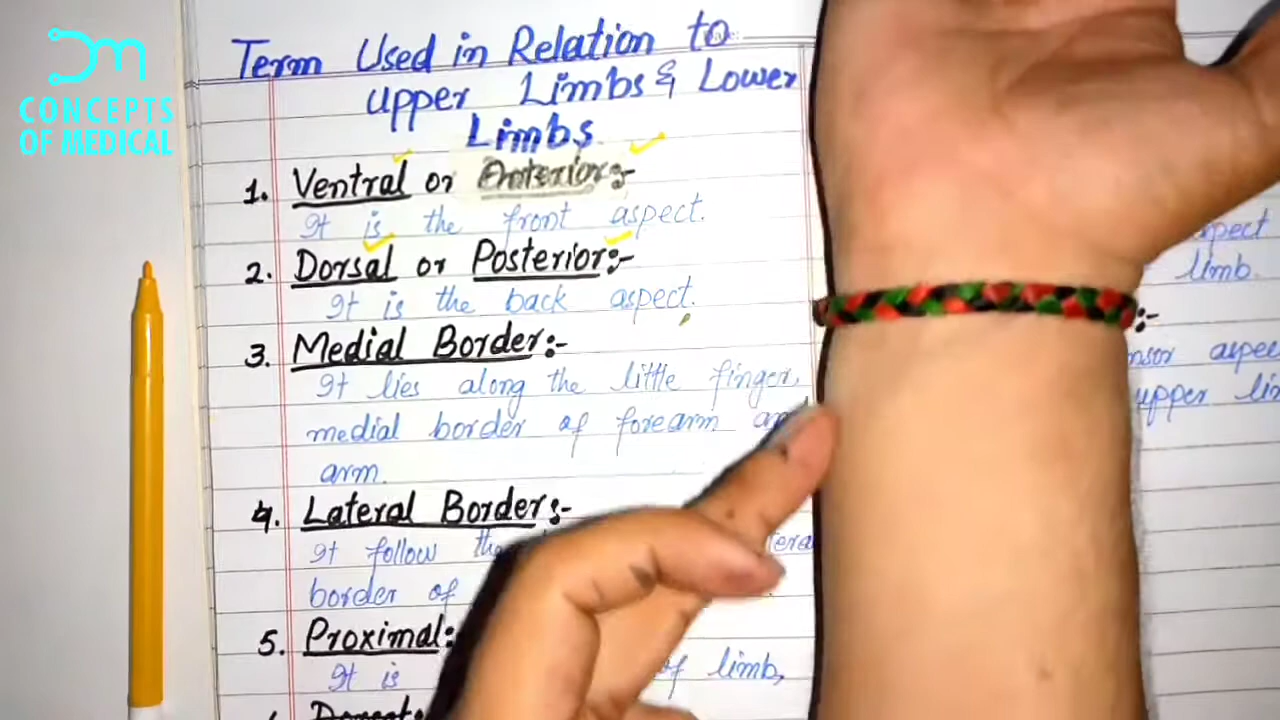 CONCEPTS
OF MEDICAL
Term Used in Relation to
Upper Limbs & Lower
Limbs.
1. Ventral or Anterior:-
It is the front aspect.
2. Dorsal or Posterior:-
It is the back aspect.
3. Medial Border:-
It lies along the little finger,
medial border of forearm and
arm.
4. Lateral Border:-
It follow the
border of
5. Proximal:-
It is of limb,
aspect
limb.
:-
aspec
upper